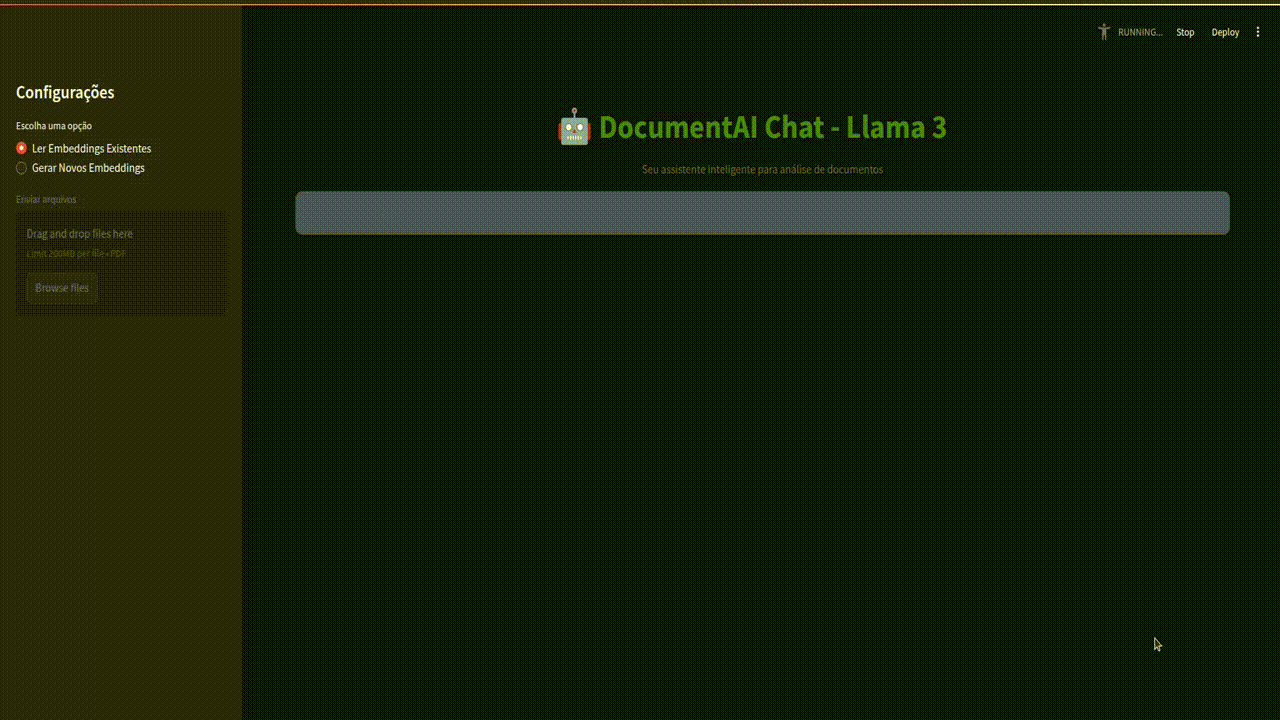 RUNNING...
Stop
Deploy
Configurações
Escolha uma opção
Ler Embeddings Existentes
Gerar Novos Embeddings
Enviar arquivos
Drag and drop files here
Limit 200MB per file • PDF
Browse files
🤖 DocumentAI Chat - Llama 3
Seu assistente inteligente para análise de documentos